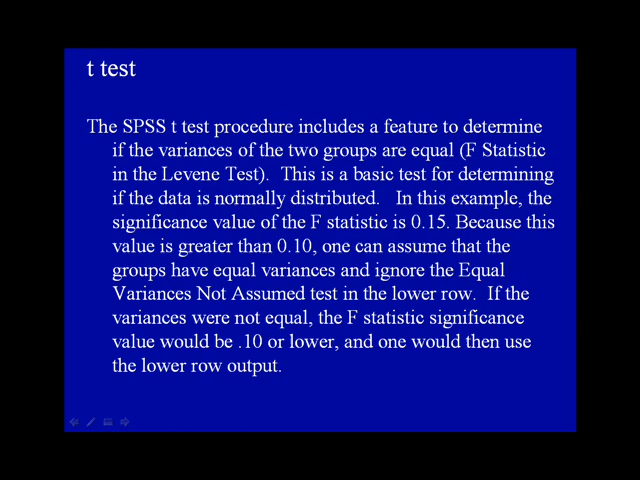 t test
The SPSS t test procedure includes a feature to determine
if the variances of the two groups are equal (F Statistic
in the Levene Test).  This is a basic test for determining
if the data is normally distributed.   In this example, the
significance value of the F statistic is 0.15. Because this
value is greater than 0.10, one can assume that the
groups have equal variances and ignore the Equal
Variances Not Assumed test in the lower row.  If the
variances were not equal, the F statistic significance
value would be .10 or lower, and one would then use
the lower row output.